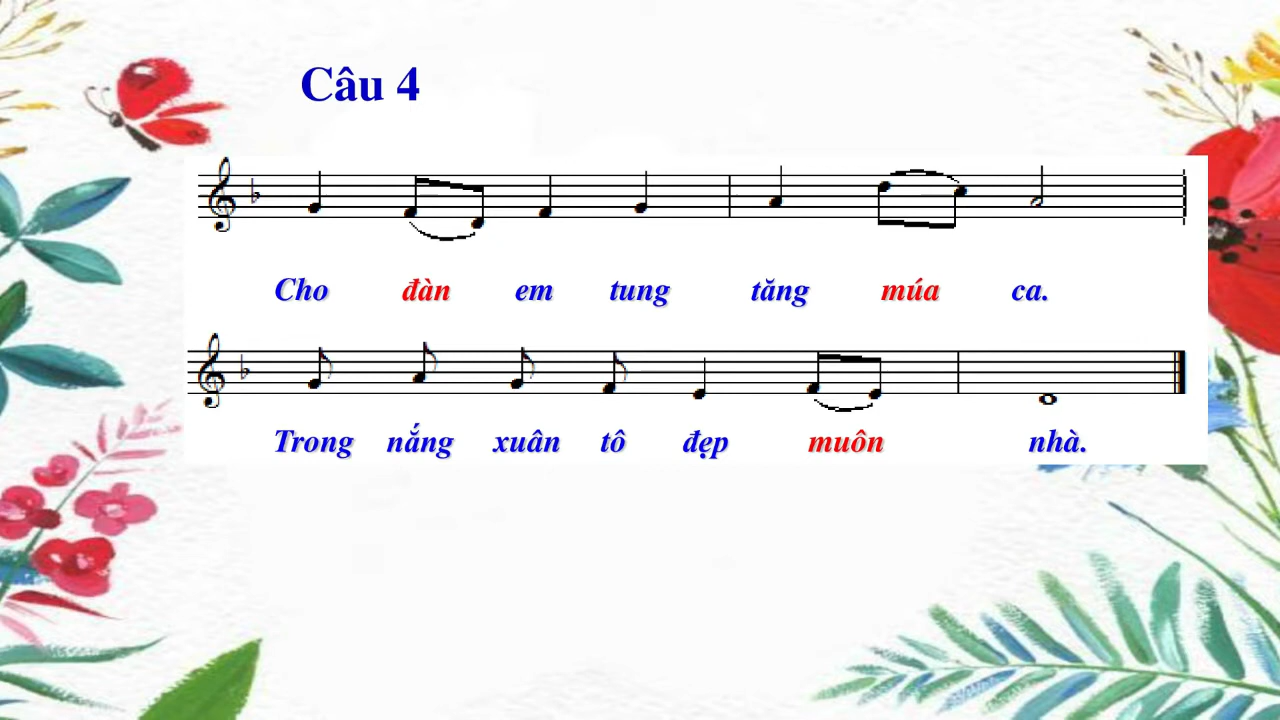 Câu 4
Cho đàn em tung tăng múa ca.
Trong nắng xuân tô đẹp muôn nhà.